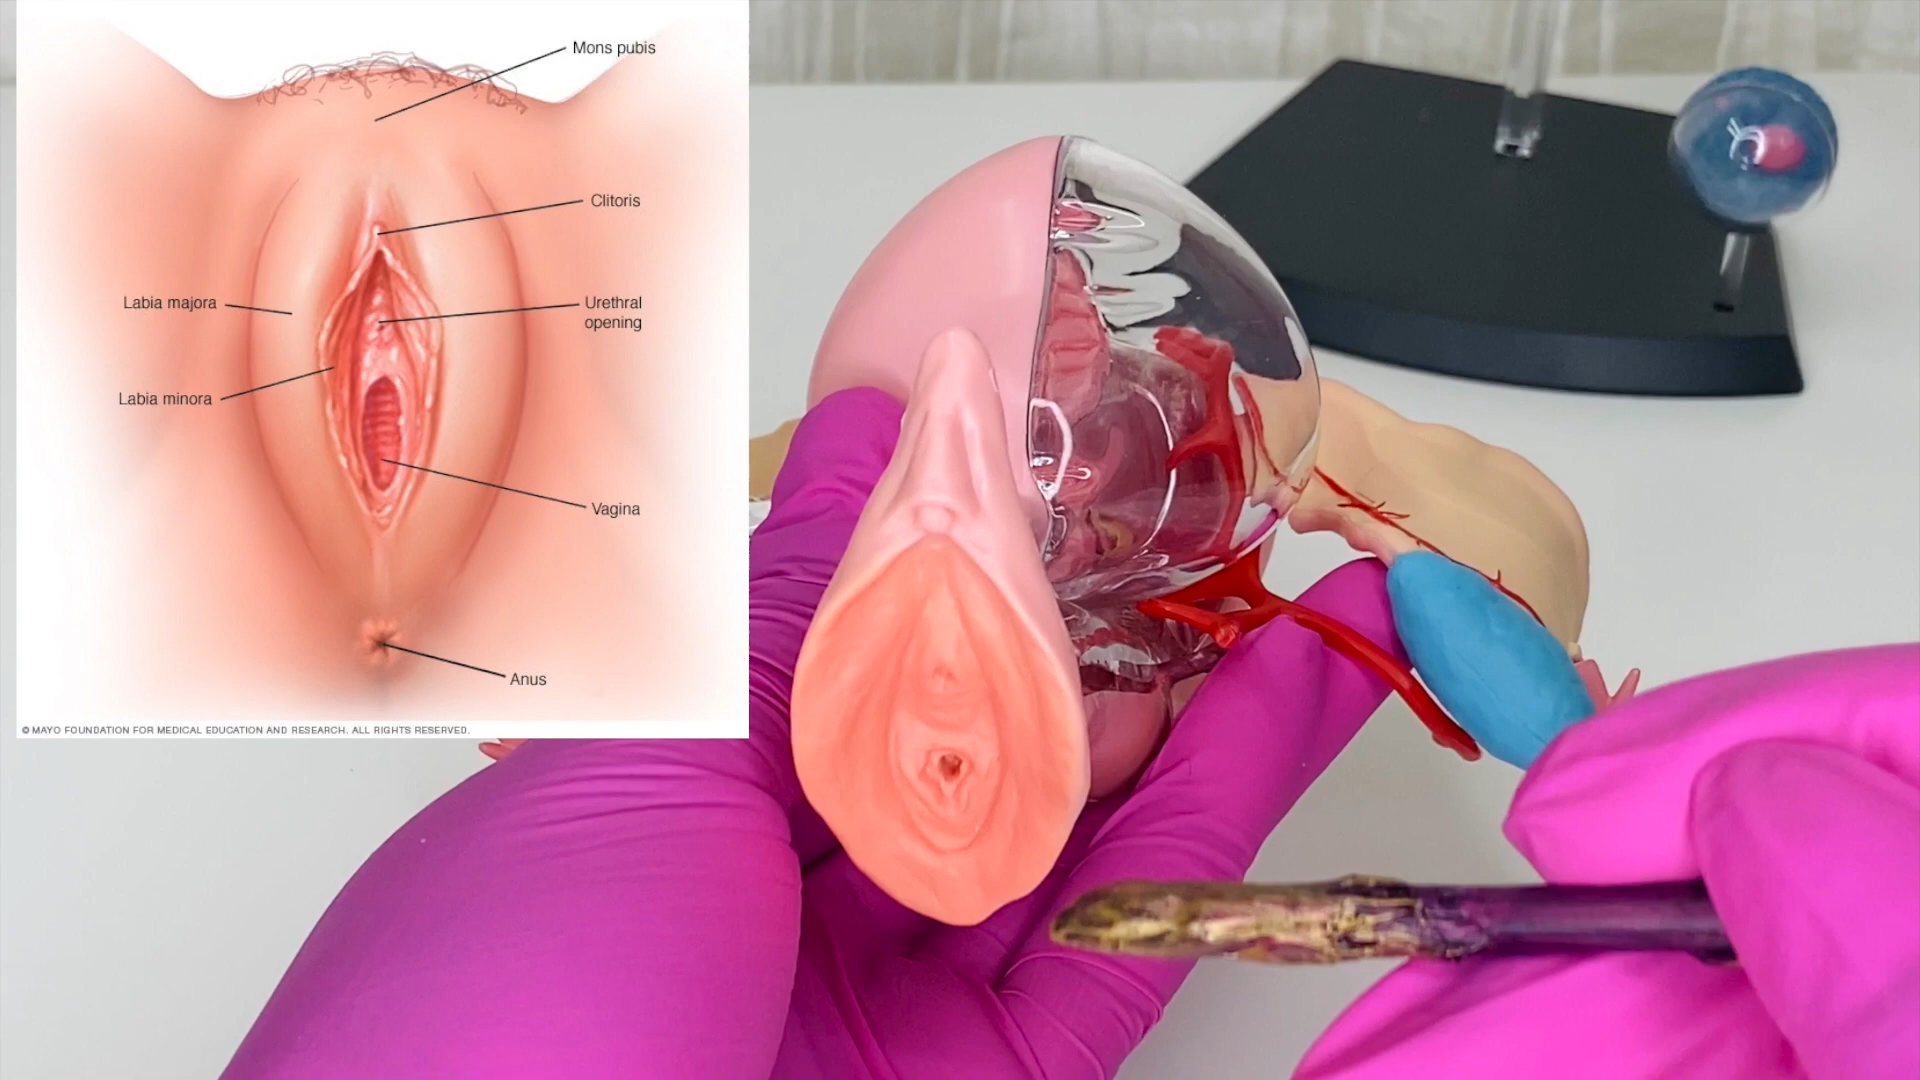 Mons pubis
Clitoris
Labia majora
Urethral
opening
Labia minora
Vagina
Anus
© MAYO FOUNDATION FOR MEDICAL EDUCATION AND RESEARCH. ALL RIGHTS RESERVED.